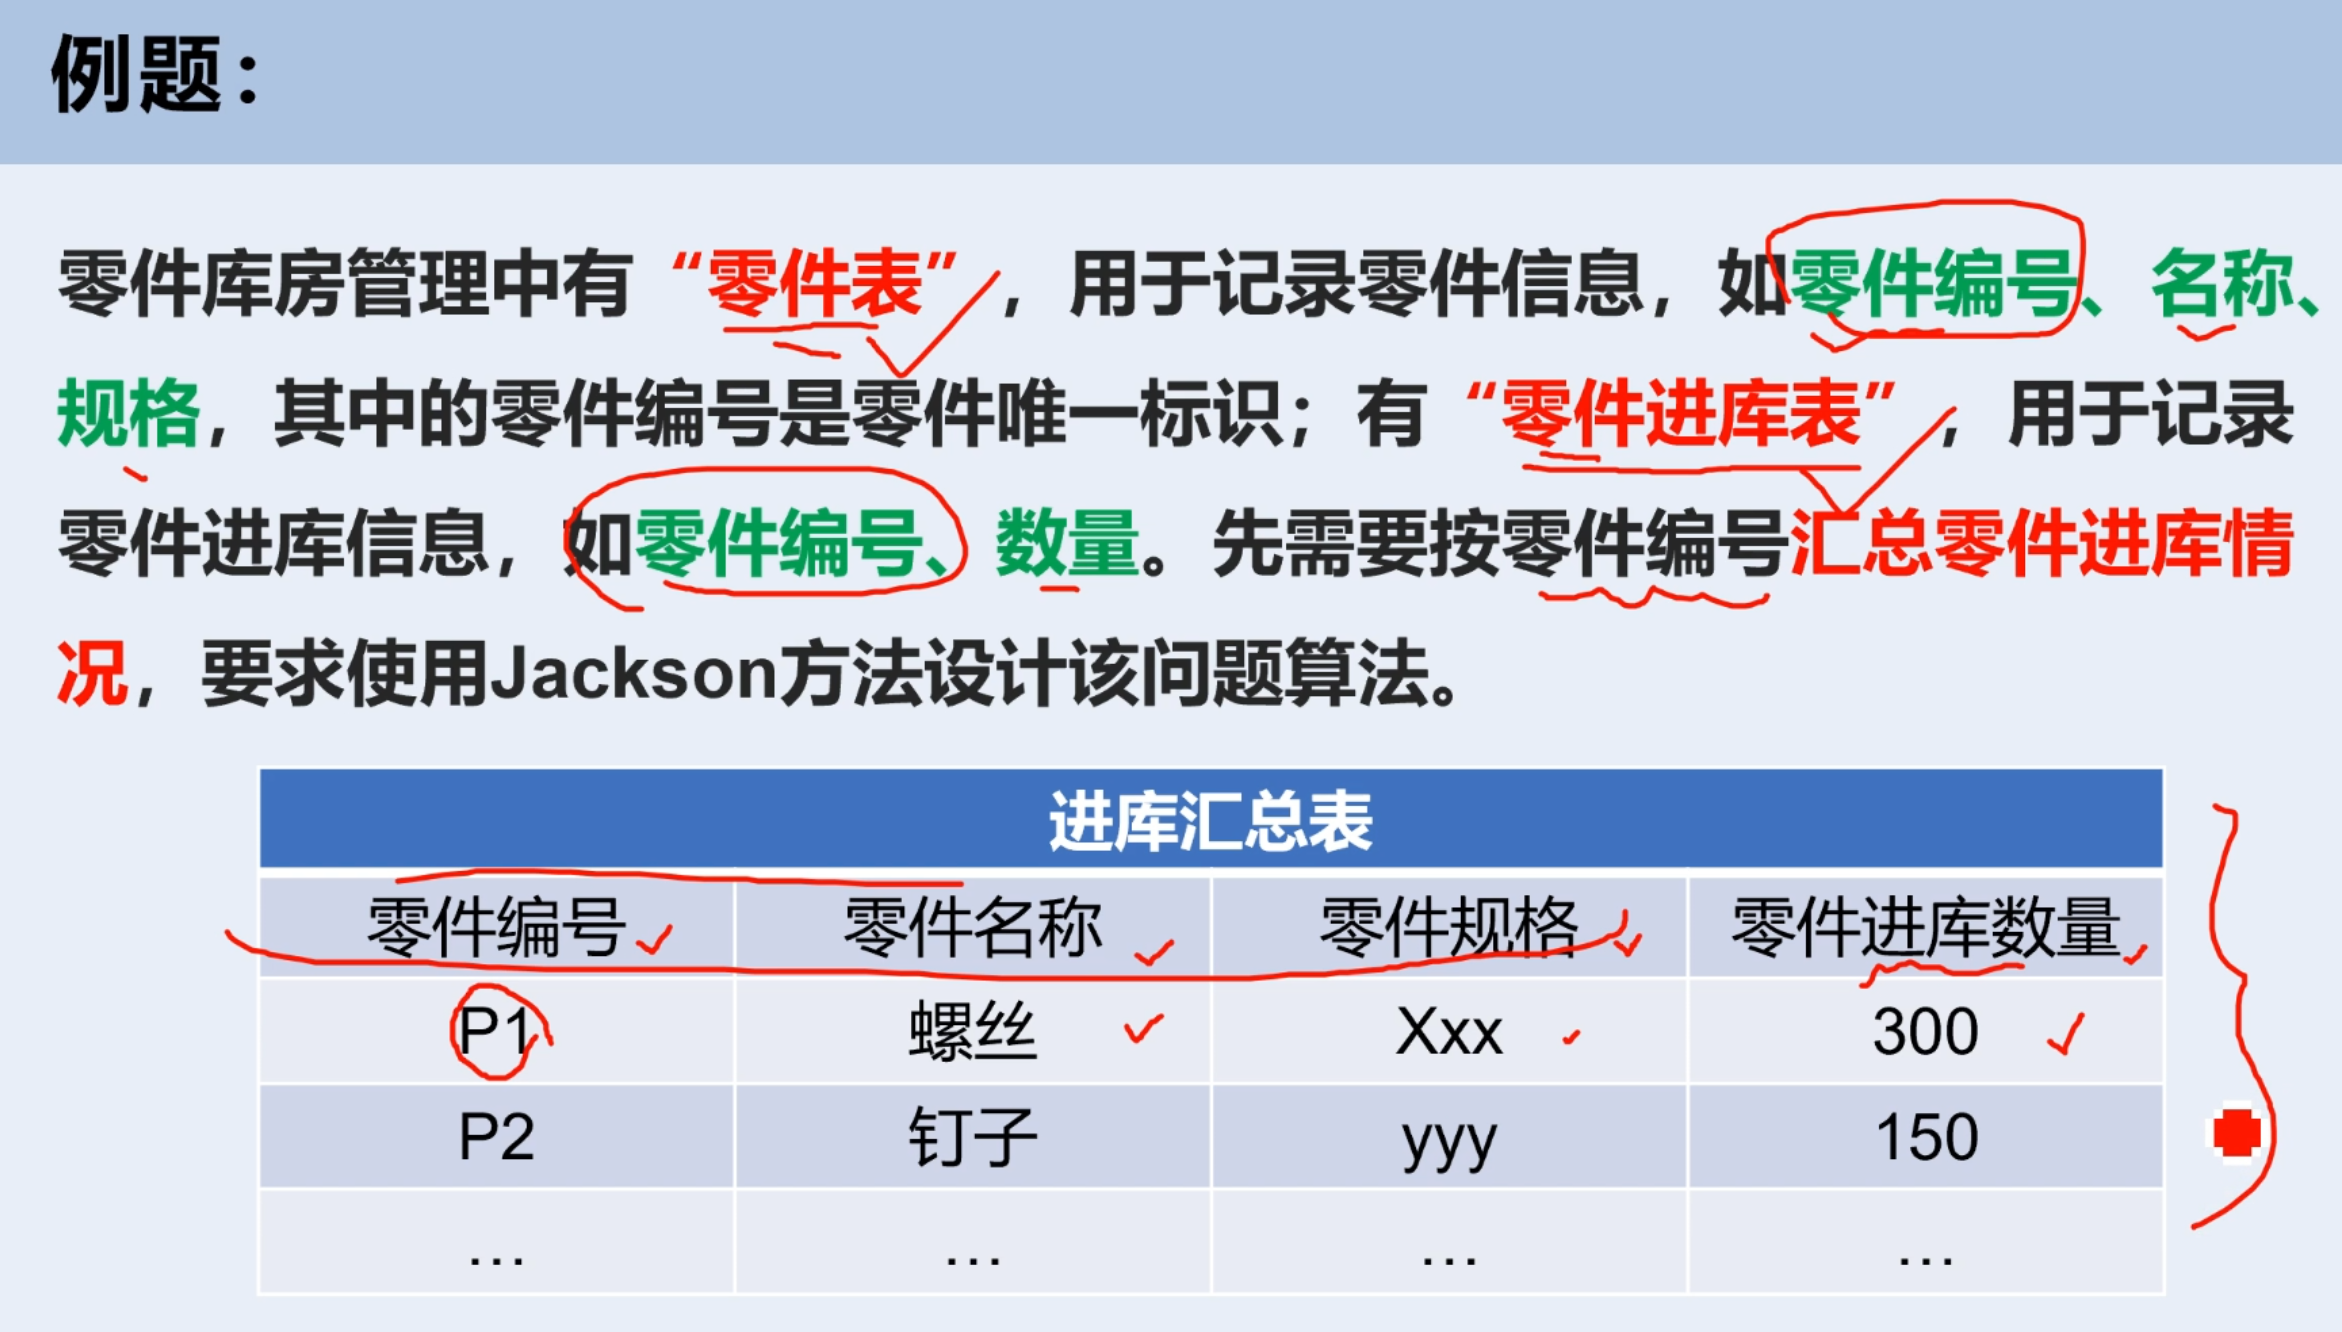 例题：
零件库房管理中有“零件表”，用于记录零件信息，如零件编号、名称、
规格，其中的零件编号是零件唯一标识；有“零件进库表”，用于记录
零件进库信息，如零件编号、数量。先需要按零件编号汇总零件进库情
况，要求使用Jackson方法设计该问题算法。
进库汇总表
零件编号 零件名称 零件规格 零件进库数量
P1 螺丝 Xxx 300
P2 钉子 yyy 150
… … … …